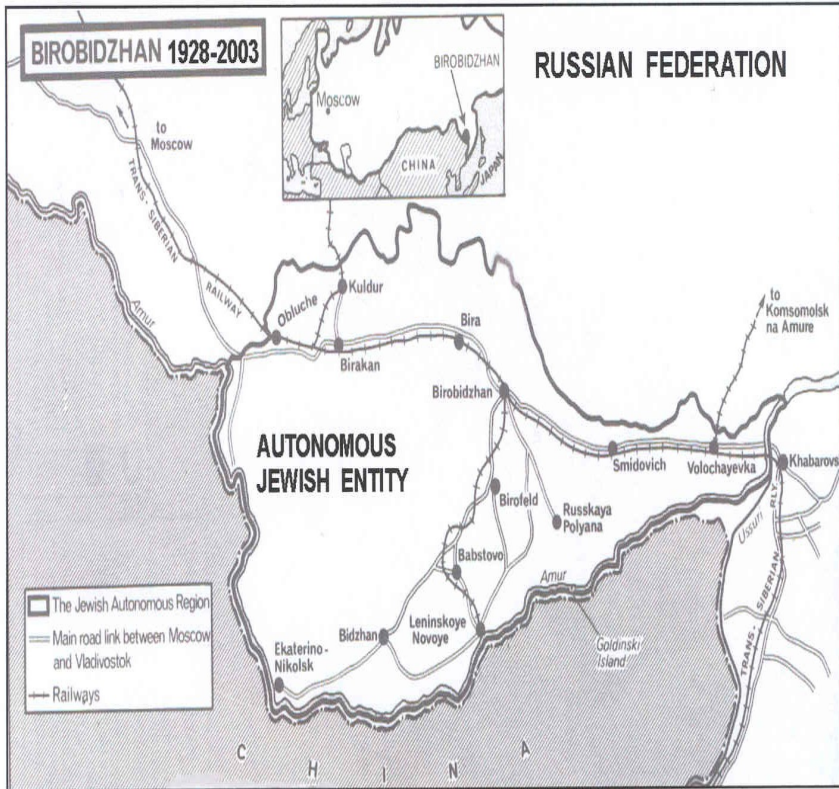 BIROBIDZHAN 1928-2003
RUSSIAN FEDERATION
BIROBIDZHAN
Moscow
CHINA
JAPAN
to
Moscow
TRANS-SIBERIAN
RAILWAY
Amur
Obluche
Kuldur
Birakan
Bira
Birobidzhan
to
Komsomolsk
na Amure
Smidovich
Volochayevka
Khabarovs
AUTONOMOUS
JEWISH ENTITY
Birofeld
Russkaya
Polyana
Babstovo
Amur
Ussuri
TRANS-SIBERIAN RLY.
Leninskoye
Novoye
Bidzhan
Goldinski
Island
Ekaterino-
Nikolsk
The Jewish Autonomous Region
Main road link between Moscow
and Vladivostok
Railways
CHINA